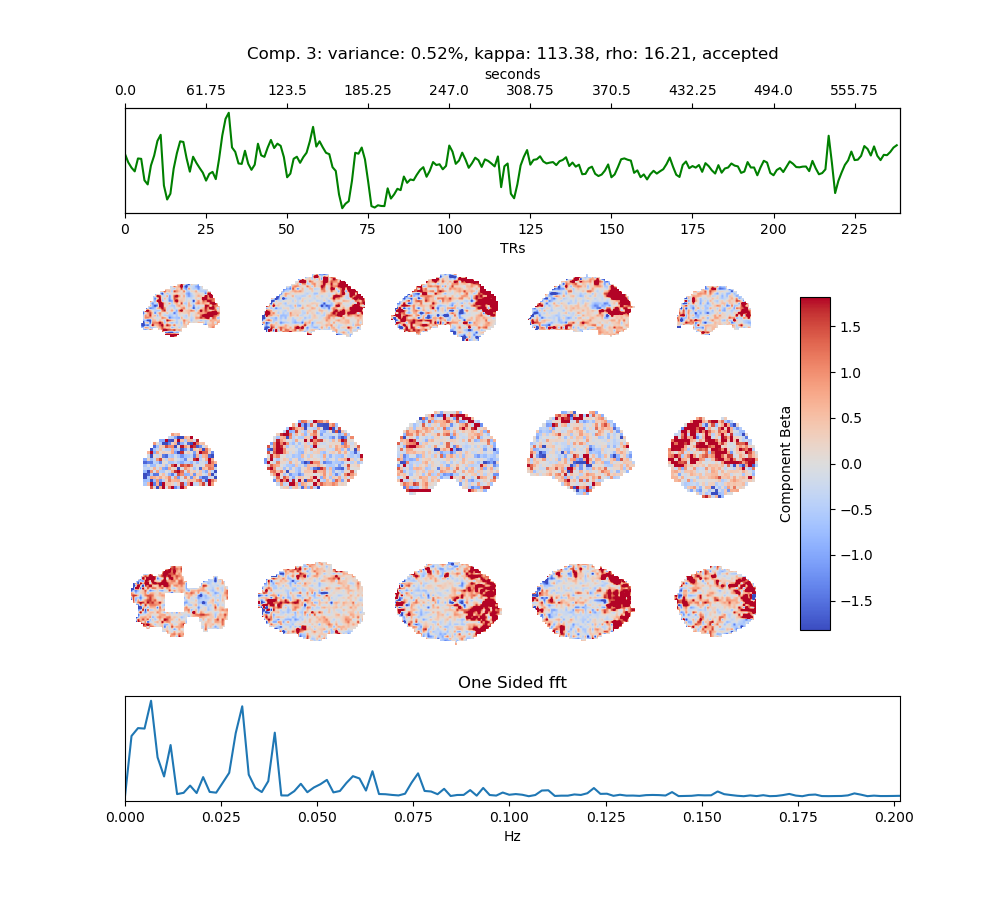 Comp. 3: variance: 0.52%, kappa: 113.38, rho: 16.21, accepted
seconds
0.0 61.75 123.5 185.25 247.0 308.75 370.5 432.25 494.0 555.75
0 25 50 75 100 125 150 175 200 225
TRs
Component Beta
1.5
1.0
0.5
0.0
−0.5
−1.0
−1.5
One Sided fft
0.000 0.025 0.050 0.075 0.100 0.125 0.150 0.175 0.200
Hz